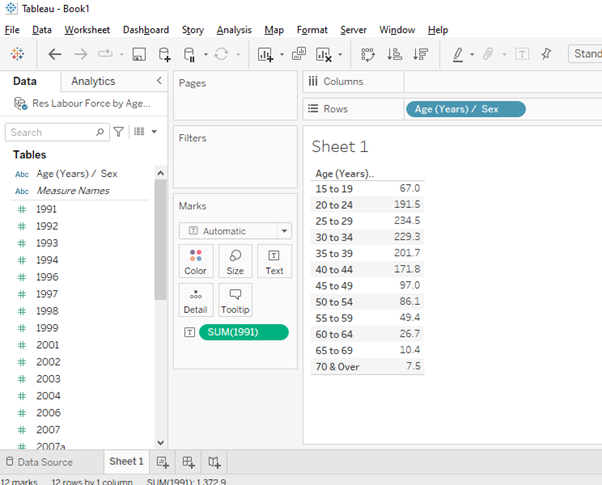 Tableau - Book1
File Data Worksheet Dashboard Story Analysis Map Format Server Window Help
Stand
Data Analytics
Res Labour Force by Age...
Search
Tables
Abc Age (Years) / Sex
Abc Measure Names
# 1991
# 1992
# 1993
# 1994
# 1996
# 1997
# 1998
# 1999
# 2001
# 2002
# 2003
# 2004
# 2006
# 2007
# 2007a
Pages
Filters
Marks
T Automatic
Color Size Text
Detail Tooltip
T SUM(1991)
Columns
Rows Age (Years) / Sex
Sheet 1
Age (Years)..
15 to 19 67.0
20 to 24 191.5
25 to 29 234.5
30 to 34 229.3
35 to 39 201.7
40 to 44 171.8
45 to 49 97.0
50 to 54 86.1
55 to 59 49.4
60 to 64 26.7
65 to 69 10.4
70 & Over 7.5
Data Source Sheet 1
12 marks 12 rows by 1 column SUM(1991): 1,372.9